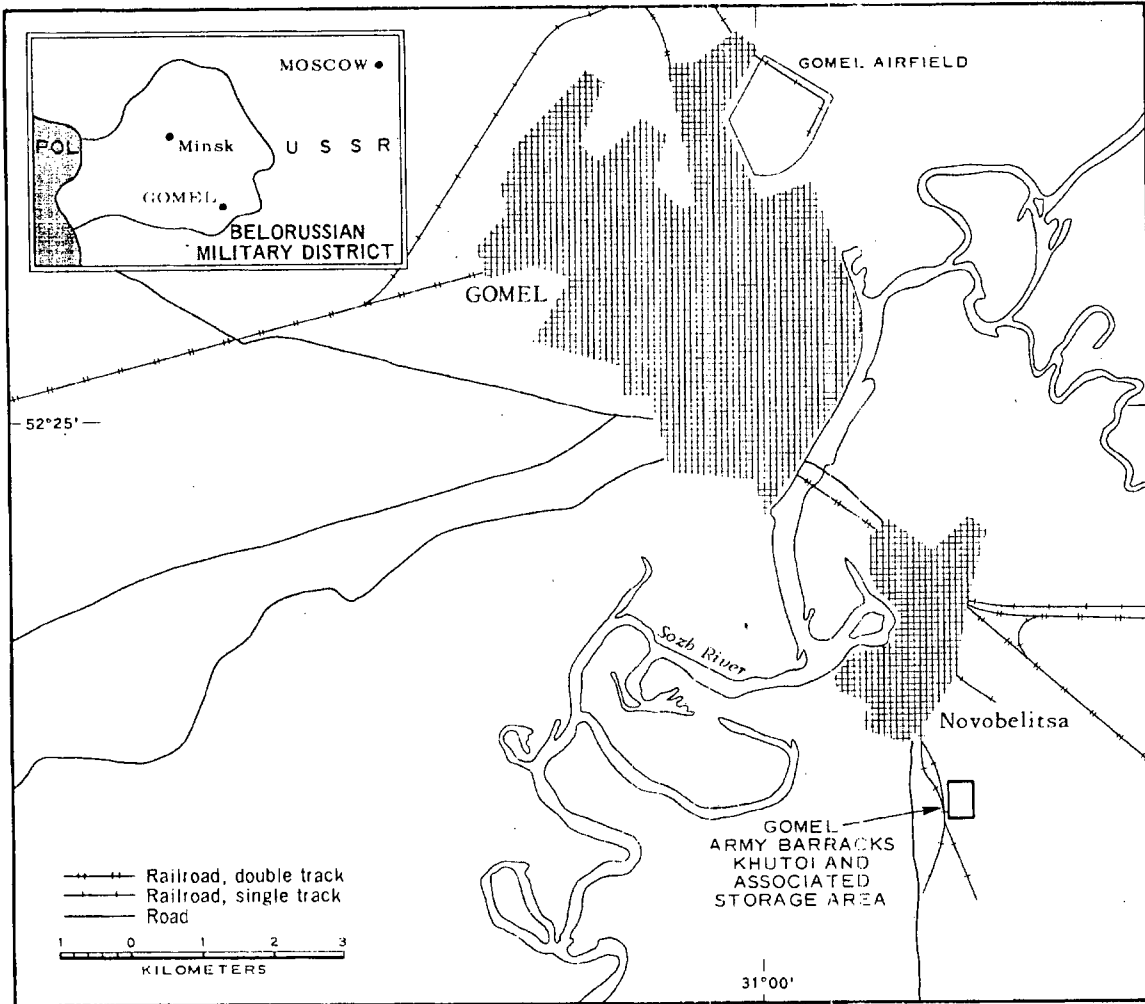 MOSCOW
POL
Minsk
U S S R
GOMEL
BELORUSSIAN
MILITARY DISTRICT
GOMEL AIRFIELD
GOMEL
52°25'
Sozh River
Novobelitsa
GOMEL
ARMY BARRACKS
KHUTOI AND
ASSOCIATED
STORAGE AREA
Railroad, double track
Railroad, single track
Road
1 0 1 2 3
KILOMETERS
31°00'